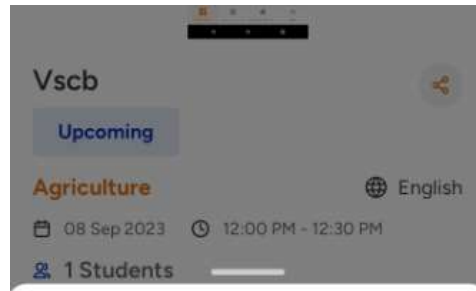 Vscb
Upcoming
Agriculture English
08 Sep 2023 12:00 PM - 12:30 PM
1 Students